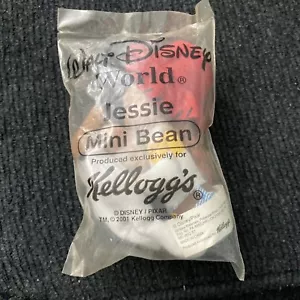 Walt Disney
World®
Jessie
Mini Bean
Produced exclusively for
Kellogg's®
© DISNEY / PIXAR
TM, © 2001 Kellogg Company